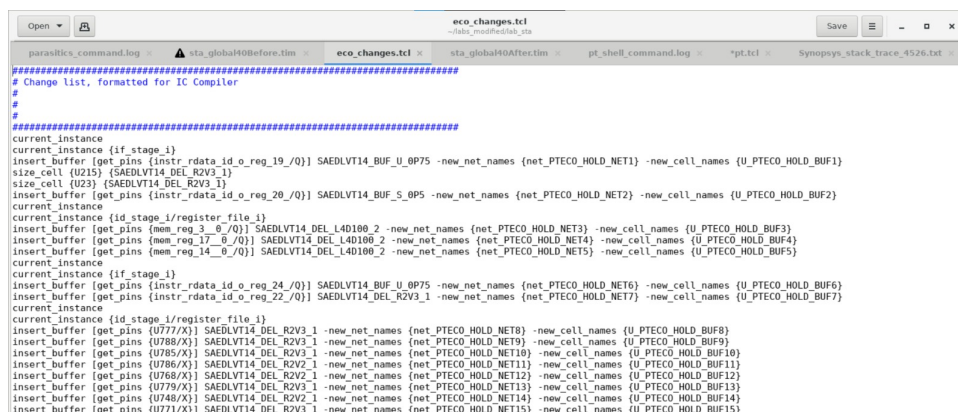 Open
eco_changes.tcl
~/labs_modified/lab_sta
Save
parasitics_command.log × sta_global40Before.tim × eco_changes.tcl × sta_global40After.tim × pt_shell_command.log × *pt.tcl × Synopsys_stack_trace_4526.txt ×
###############################################################################
# Change list, formatted for IC Compiler
#
#
#
###############################################################################
current_instance
current_instance {if_stage_i}
insert_buffer [get_pins {instr_rdata_id_o_reg_19_/Q}] SAEDLVT14_BUF_U_0P75 -new_net_names {net_PTECO_HOLD_NET1} -new_cell_names {U_PTECO_HOLD_BUF1}
size_cell {U215} {SAEDLVT14_DEL_R2V3_1}
size_cell {U23} {SAEDLVT14_DEL_R2V3_1}
insert_buffer [get_pins {instr_rdata_id_o_reg_20_/Q}] SAEDLVT14_BUF_S_0P5 -new_net_names {net_PTECO_HOLD_NET2} -new_cell_names {U_PTECO_HOLD_BUF2}
current_instance
current_instance {id_stage_i/register_file_i}
insert_buffer [get_pins {mem_reg_3__0_/Q}] SAEDLVT14_DEL_L4D100_2 -new_net_names {net_PTECO_HOLD_NET3} -new_cell_names {U_PTECO_HOLD_BUF3}
insert_buffer [get_pins {mem_reg_17__0_/Q}] SAEDLVT14_DEL_L4D100_2 -new_net_names {net_PTECO_HOLD_NET4} -new_cell_names {U_PTECO_HOLD_BUF4}
insert_buffer [get_pins {mem_reg_14__0_/Q}] SAEDLVT14_DEL_L4D100_2 -new_net_names {net_PTECO_HOLD_NET5} -new_cell_names {U_PTECO_HOLD_BUF5}
current_instance
current_instance {if_stage_i}
insert_buffer [get_pins {instr_rdata_id_o_reg_24_/Q}] SAEDLVT14_BUF_U_0P75 -new_net_names {net_PTECO_HOLD_NET6} -new_cell_names {U_PTECO_HOLD_BUF6}
insert_buffer [get_pins {instr_rdata_id_o_reg_22_/Q}] SAEDLVT14_DEL_R2V3_1 -new_net_names {net_PTECO_HOLD_NET7} -new_cell_names {U_PTECO_HOLD_BUF7}
current_instance
current_instance {id_stage_i/register_file_i}
insert_buffer [get_pins {U777/X}] SAEDLVT14_DEL_R2V3_1 -new_net_names {net_PTECO_HOLD_NET8} -new_cell_names {U_PTECO_HOLD_BUF8}
insert_buffer [get_pins {U788/X}] SAEDLVT14_DEL_R2V3_1 -new_net_names {net_PTECO_HOLD_NET9} -new_cell_names {U_PTECO_HOLD_BUF9}
insert_buffer [get_pins {U785/X}] SAEDLVT14_DEL_R2V3_1 -new_net_names {net_PTECO_HOLD_NET10} -new_cell_names {U_PTECO_HOLD_BUF10}
insert_buffer [get_pins {U786/X}] SAEDLVT14_DEL_R2V2_1 -new_net_names {net_PTECO_HOLD_NET11} -new_cell_names {U_PTECO_HOLD_BUF11}
insert_buffer [get_pins {U768/X}] SAEDLVT14_DEL_R2V2_1 -new_net_names {net_PTECO_HOLD_NET12} -new_cell_names {U_PTECO_HOLD_BUF12}
insert_buffer [get_pins {U779/X}] SAEDLVT14_DEL_R2V3_1 -new_net_names {net_PTECO_HOLD_NET13} -new_cell_names {U_PTECO_HOLD_BUF13}
insert_buffer [get_pins {U748/X}] SAEDLVT14_DEL_R2V2_1 -new_net_names {net_PTECO_HOLD_NET14} -new_cell_names {U_PTECO_HOLD_BUF14}
insert_buffer [get_pins {U771/X}] SAEDLVT14_DEL_R2V3_1 -new_net_names {net_PTECO_HOLD_NET15} -new_cell_names {U_PTECO_HOLD_BUF15}